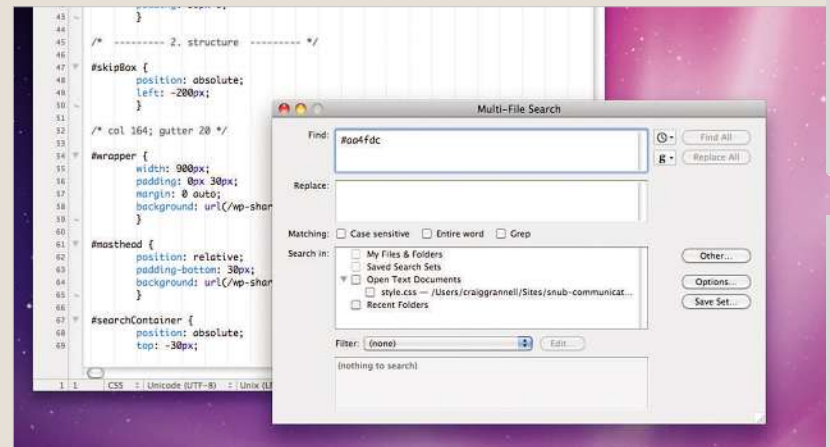 43 }
44
45 /* --------- 2. structure --------- */
46
47 #skipBox {
48 position: absolute;
49 left: -200px;
50 }
51
52 /* col 164; gutter 20 */
53
54 #wrapper {
55 width: 900px;
56 padding: 0px 30px;
57 margin: 0 auto;
58 background: url(/wp-shar
59 }
60
61 #masthead {
62 position: relative;
63 padding-bottom: 30px;
64 background: url(/wp-shar
65 }
66
67 #searchContainer {
68 position: absolute;
69 top: -30px;
1 1 CSS Unicode (UTF-8) Unix (LF
Multi-File Search
Find: #aa4fdc
Find All
g Replace All
Replace:
Matching: Case sensitive Entire word Grep
Search in: My Files & Folders
Saved Search Sets
Open Text Documents
style.css — /Users/craiggrannell/Sites/snub-communicat...
Recent Folders
Other...
Options...
Save Set...
Filter: (none) Edit...
(nothing to search)